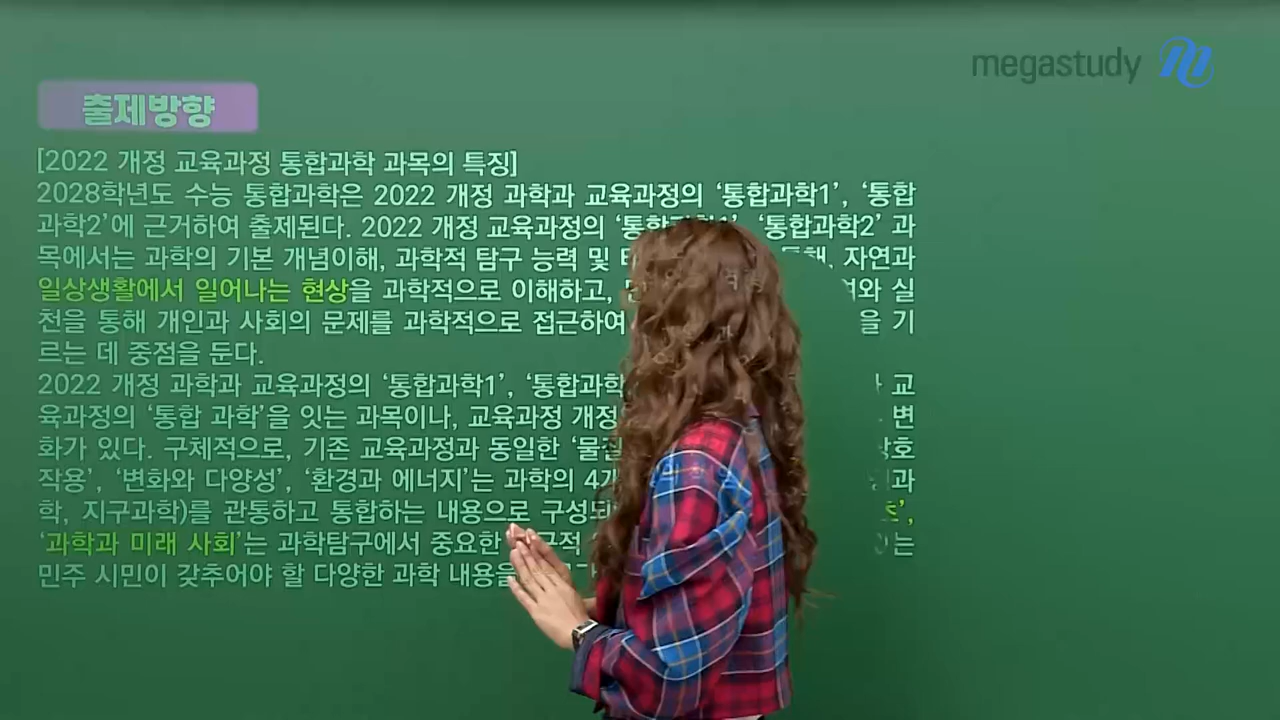 megastudy
출제방향
[2022 개정 교육과정 통합과학 과목의 특징]
2028학년도 수능 통합과학은 2022 개정 과학과 교육과정의 ‘통합과학1’, ‘통합
과학2’에 근거하여 출제된다. 2022 개정 교육과정의 ‘통합과학1’, ‘통합과학2’ 과
목에서는 과학의 기본 개념이해, 과학적 탐구 능력 및 자연과
일상생활에서 일어나는 현상을 과학적으로 이해하고, 실
천을 통해 개인과 사회의 문제를 과학적으로 접근하여 을 기
르는 데 중점을 둔다.
2022 개정 과학과 교육과정의 ‘통합과학1’, ‘통합과학 교
육과정의 ‘통합 과학’을 잇는 과목이나, 교육과정 개정 변
화가 있다. 구체적으로, 기존 교육과정과 동일한 호
작용’, ‘변화와 다양성’, ‘환경과 에너지’는 과학의 4개 과
학, 지구과학)를 관통하고 통합하는 내용으로
‘과학과 미래 사회’는 과학탐구에서 중요한 는
민주 시민이 갖추어야 할 다양한 과학 내용을